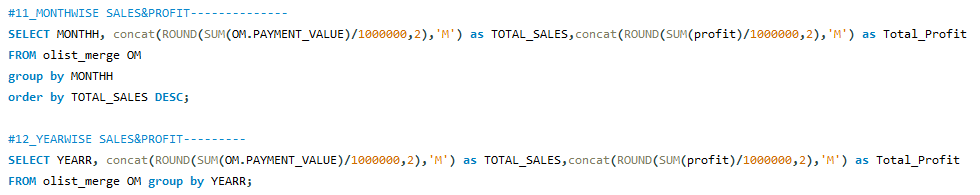 #11_MONTHWISE SALES&PROFIT--------------
SELECT MONTHH, concat(ROUND(SUM(OM.PAYMENT_VALUE)/1000000,2),'M') as TOTAL_SALES,concat(ROUND(SUM(profit)/1000000,2),'M') as Total_Profit
FROM olist_merge OM
group by MONTHH
order by TOTAL_SALES DESC;
#12_YEARWISE SALES&PROFIT---------
SELECT YEARR, concat(ROUND(SUM(OM.PAYMENT_VALUE)/1000000,2),'M') as TOTAL_SALES,concat(ROUND(SUM(profit)/1000000,2),'M') as Total_Profit
FROM olist_merge OM group by YEARR;